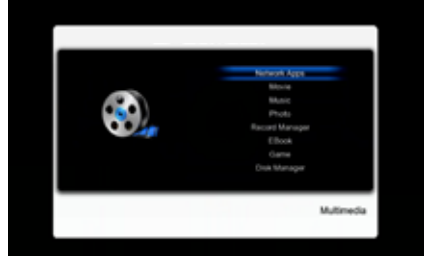 Network Apps
Movie
Music
Photo
Record Manager
EBook
Game
Disk Manager
Multimedia